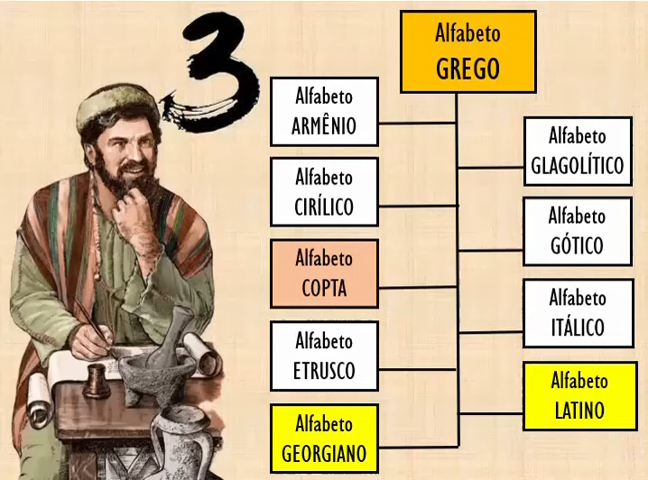 3
Alfabeto
GREGO
Alfabeto
ARMÊNIO
Alfabeto
GLAGOLÍTICO
Alfabeto
CIRÍLICO
Alfabeto
GÓTICO
Alfabeto
COPTA
Alfabeto
ITÁLICO
Alfabeto
ETRUSCO
Alfabeto
LATINO
Alfabeto
GEORGIANO